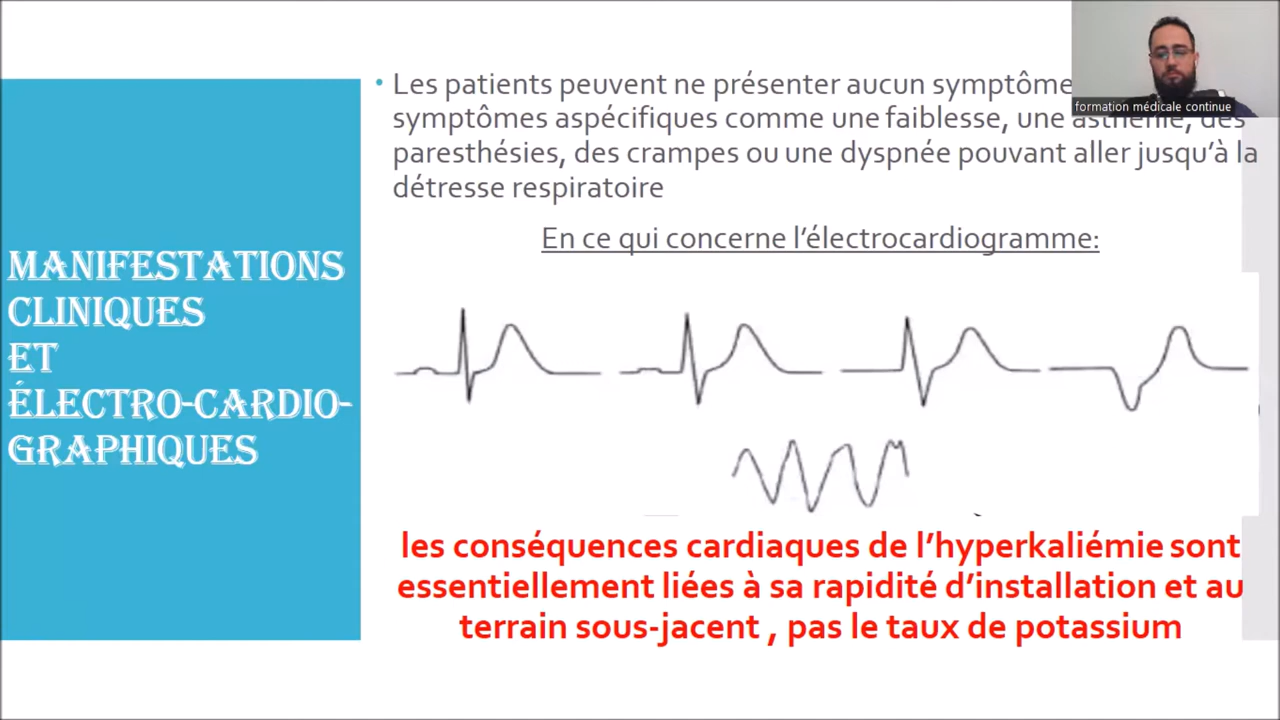 MANIFESTATIONS
CLINIQUES
ET
ÉLECTRO-CARDIO-
GRAPHIQUES
• Les patients peuvent ne présenter aucun symptôme
symptômes aspécifiques comme une faiblesse, une asthénie, des
paresthésies, des crampes ou une dyspnée pouvant aller jusqu’à la
détresse respiratoire
En ce qui concerne l’électrocardiogramme:
les conséquences cardiaques de l’hyperkaliémie sont
essentiellement liées à sa rapidité d’installation et au
terrain sous-jacent , pas le taux de potassium
formation médicale continue